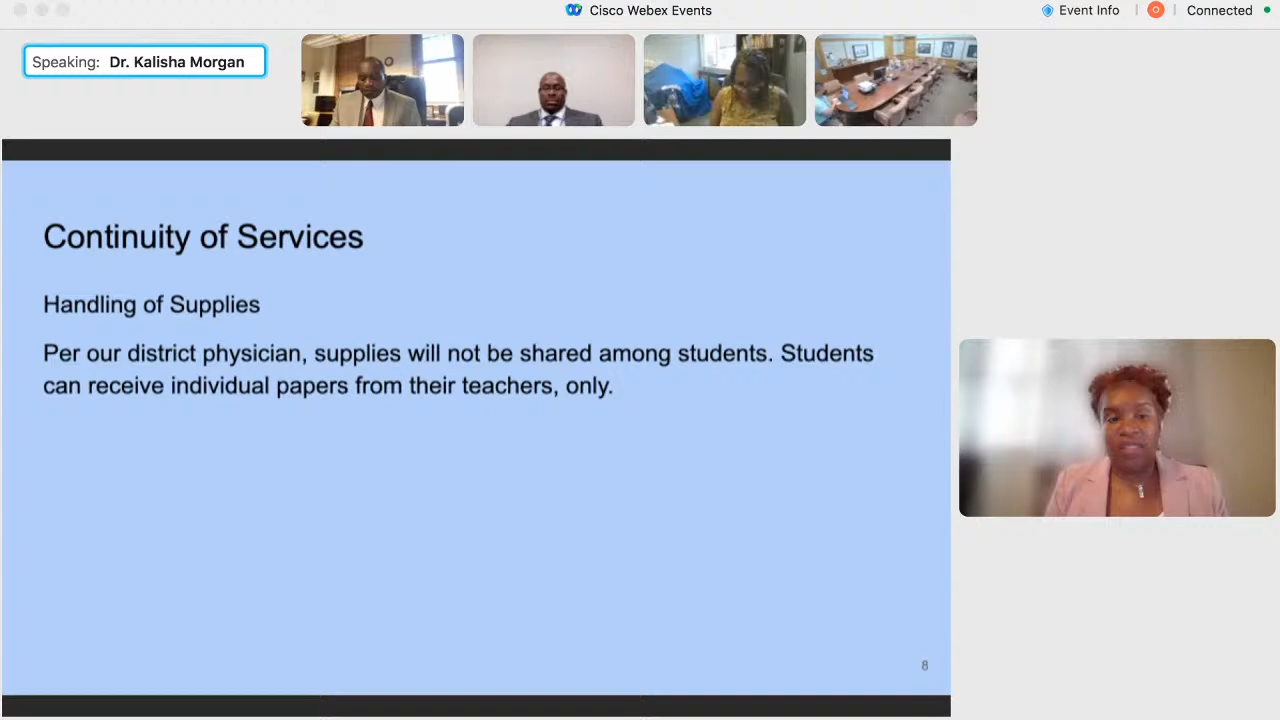 Cisco Webex Events
Event Info
Connected
Speaking: Dr. Kalisha Morgan
Continuity of Services
Handling of Supplies
Per our district physician, supplies will not be shared among students. Students
can receive individual papers from their teachers, only.
8